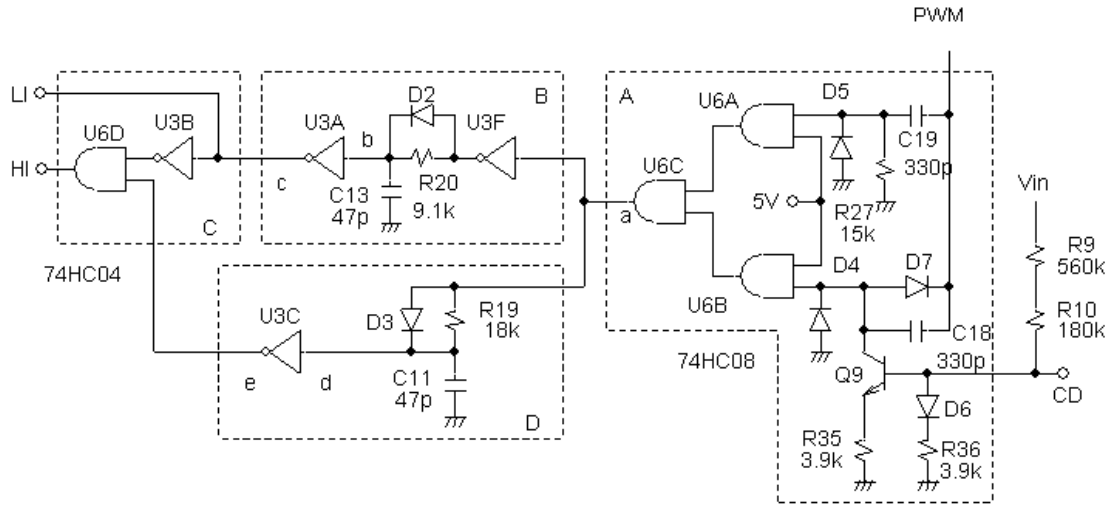 PWM
LI
HI
U6D
U3B
C
74HC04
U3A
b
c
D2
B
U3F
C13
47p
R20
9.1k
A
U6A
D5
C19
330p
U6C
a
5V
R27
15k
D4
D7
U6B
C18
330p
74HC08
Q9
D6
R35
3.9k
R36
3.9k
Vin
R9
560k
R10
180k
CD
U3C
e
d
D3
R19
18k
C11
47p
D